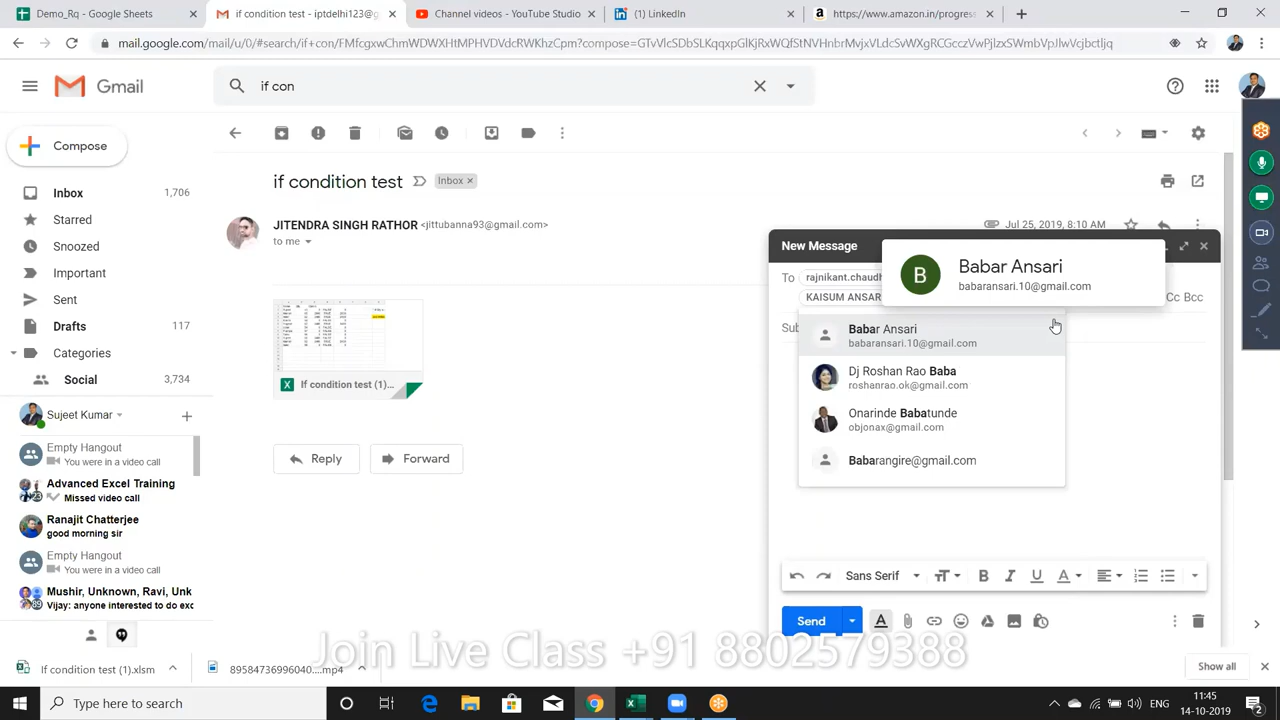 Demo_Rq - Google Sheets
if condition test - iptdelhi123@g
Channel videos - YouTube Studio
(14) LinkedIn
https://www.amazon.in/progress
mail.google.com/mail/u/0/#search/if+con/FMfcgxwChmWDWXHtMPHVDVdcRWKhzCpm?compose=GTvVlcSDbSLKqqxpGlKjRxWQfStNVHnbrMvjxVLdcSvWXgRCGcczVwPjlzxSWmbVpJlwVcjbctljq
Gmail
if con
Compose
Inbox 1,706
Starred
Snoozed
Important
Sent
Drafts 117
Categories
Social 3,734
Sujeet Kumar
Empty Hangout
You were in a video call
Advanced Excel Training
Missed video call
Ranajit Chatterjee
good morning sir
Empty Hangout
You were in a video call
Mushir, Unknown, Ravi, Unk
Vijay: anyone interested to do exc
if condition test
Inbox ×
JITENDRA SINGH RATHOR <jittubanna93@gmail.com>
Jul 25, 2019, 8:10 AM
to me
If condition test (1)...
Reply
Forward
New Message
Babar Ansari
babaransari.10@gmail.com
To
rajnikant.chaudh
KAISUM ANSAR
Cc Bcc
Sub
Babar Ansari
babaransari.10@gmail.com
Dj Roshan Rao Baba
roshanrao.ok@gmail.com
Onarinde Babatunde
objonax@gmail.com
Babarangire@gmail.com
Sans Serif
Send
Join Live Class +91 8802579388
If condition test (1).xlsm
89584736996040....mp4
Show all
Type here to search
ENG
11:45
14-10-2019
2